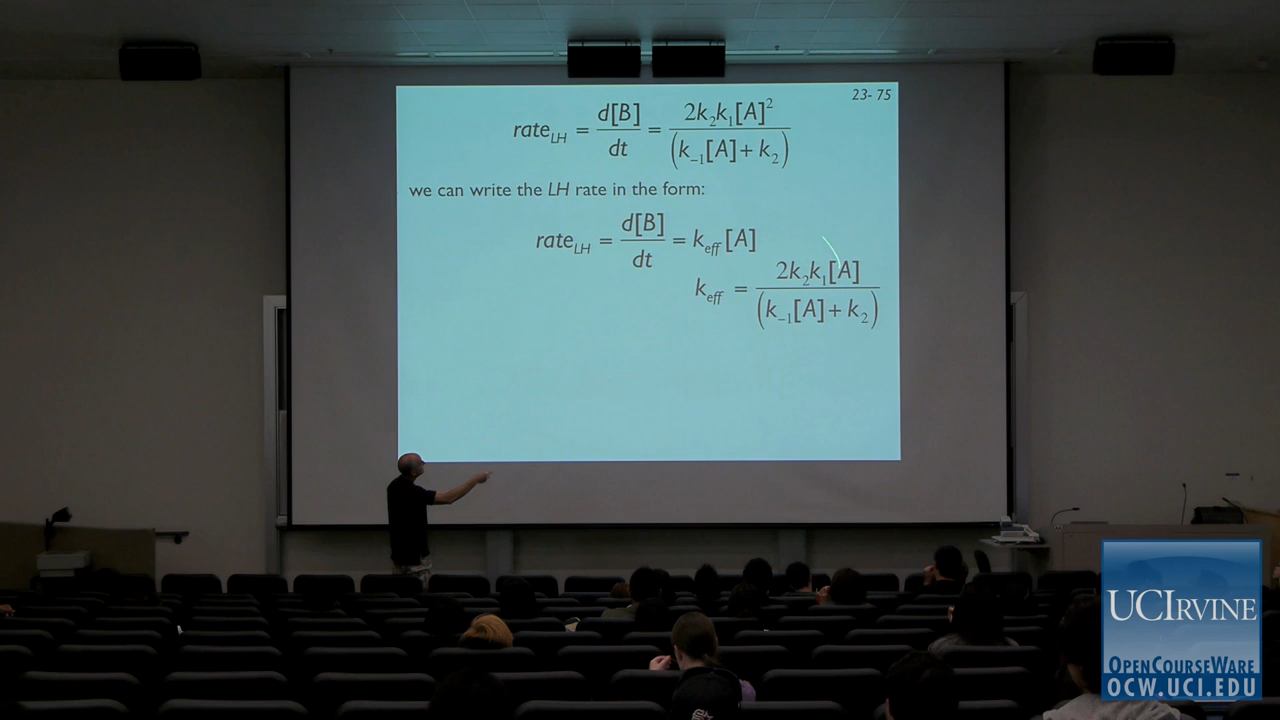 23- 75
rate_LH = d[B]/dt = 2k_2k_1[A]^2/(k_-1[A]+ k_2)
we can write the LH rate in the form:
rate_LH = d[B]/dt = k_eff [A]
k_eff = 2k_2k_1[A]/(k_-1[A]+ k_2)
UCIRVINE
OPENCOURSEWARE
OCW.UCI.EDU